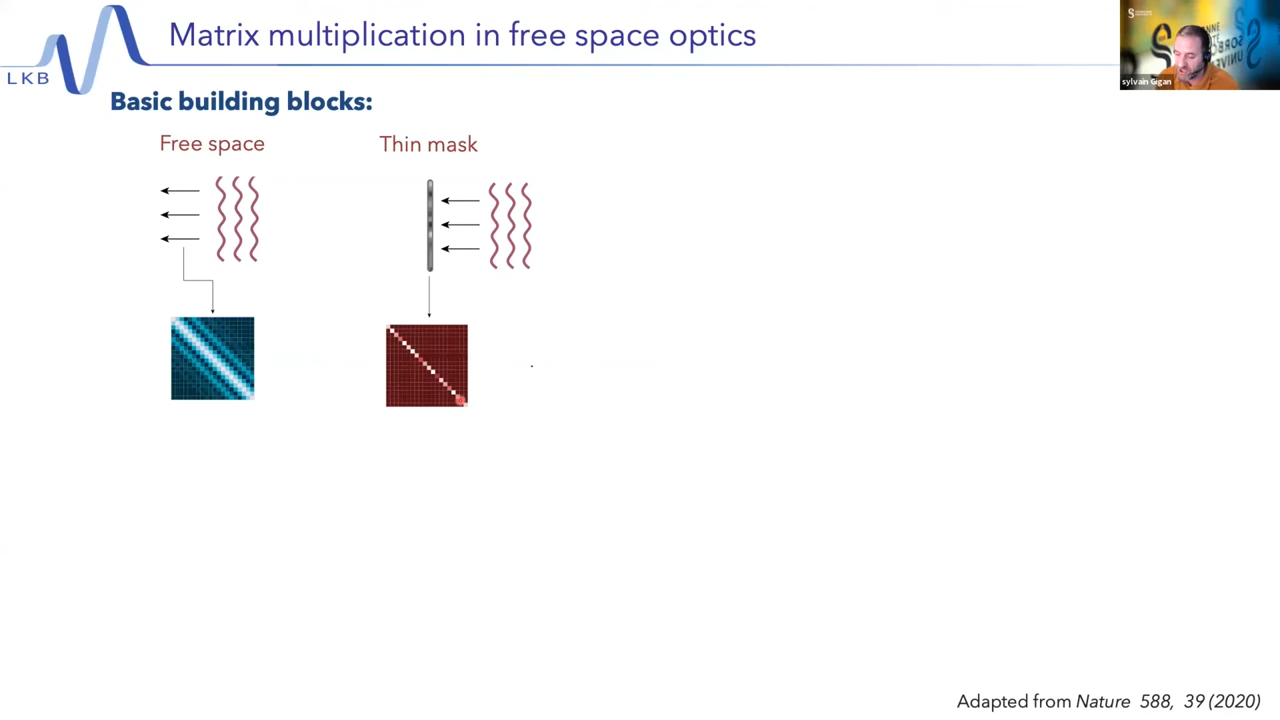 Matrix multiplication in free space optics
LKB
Basic building blocks:
Free space
Thin mask
sylvain Gigan
Adapted from Nature 588, 39 (2020)